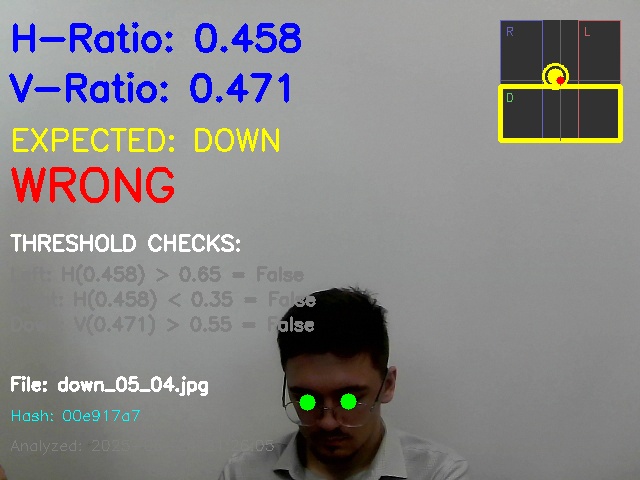 H-Ratio: 0.458
R
L
V-Ratio: 0.471
D
EXPECTED: DOWN
WRONG
THRESHOLD CHECKS:
Left: H(0.458) > 0.65 = False
H(0.458) < 0.35 = False
V(0.471) > 0.55 = False
File: down_05_04.jpg
Hash: 00e917a7
Analyzed: